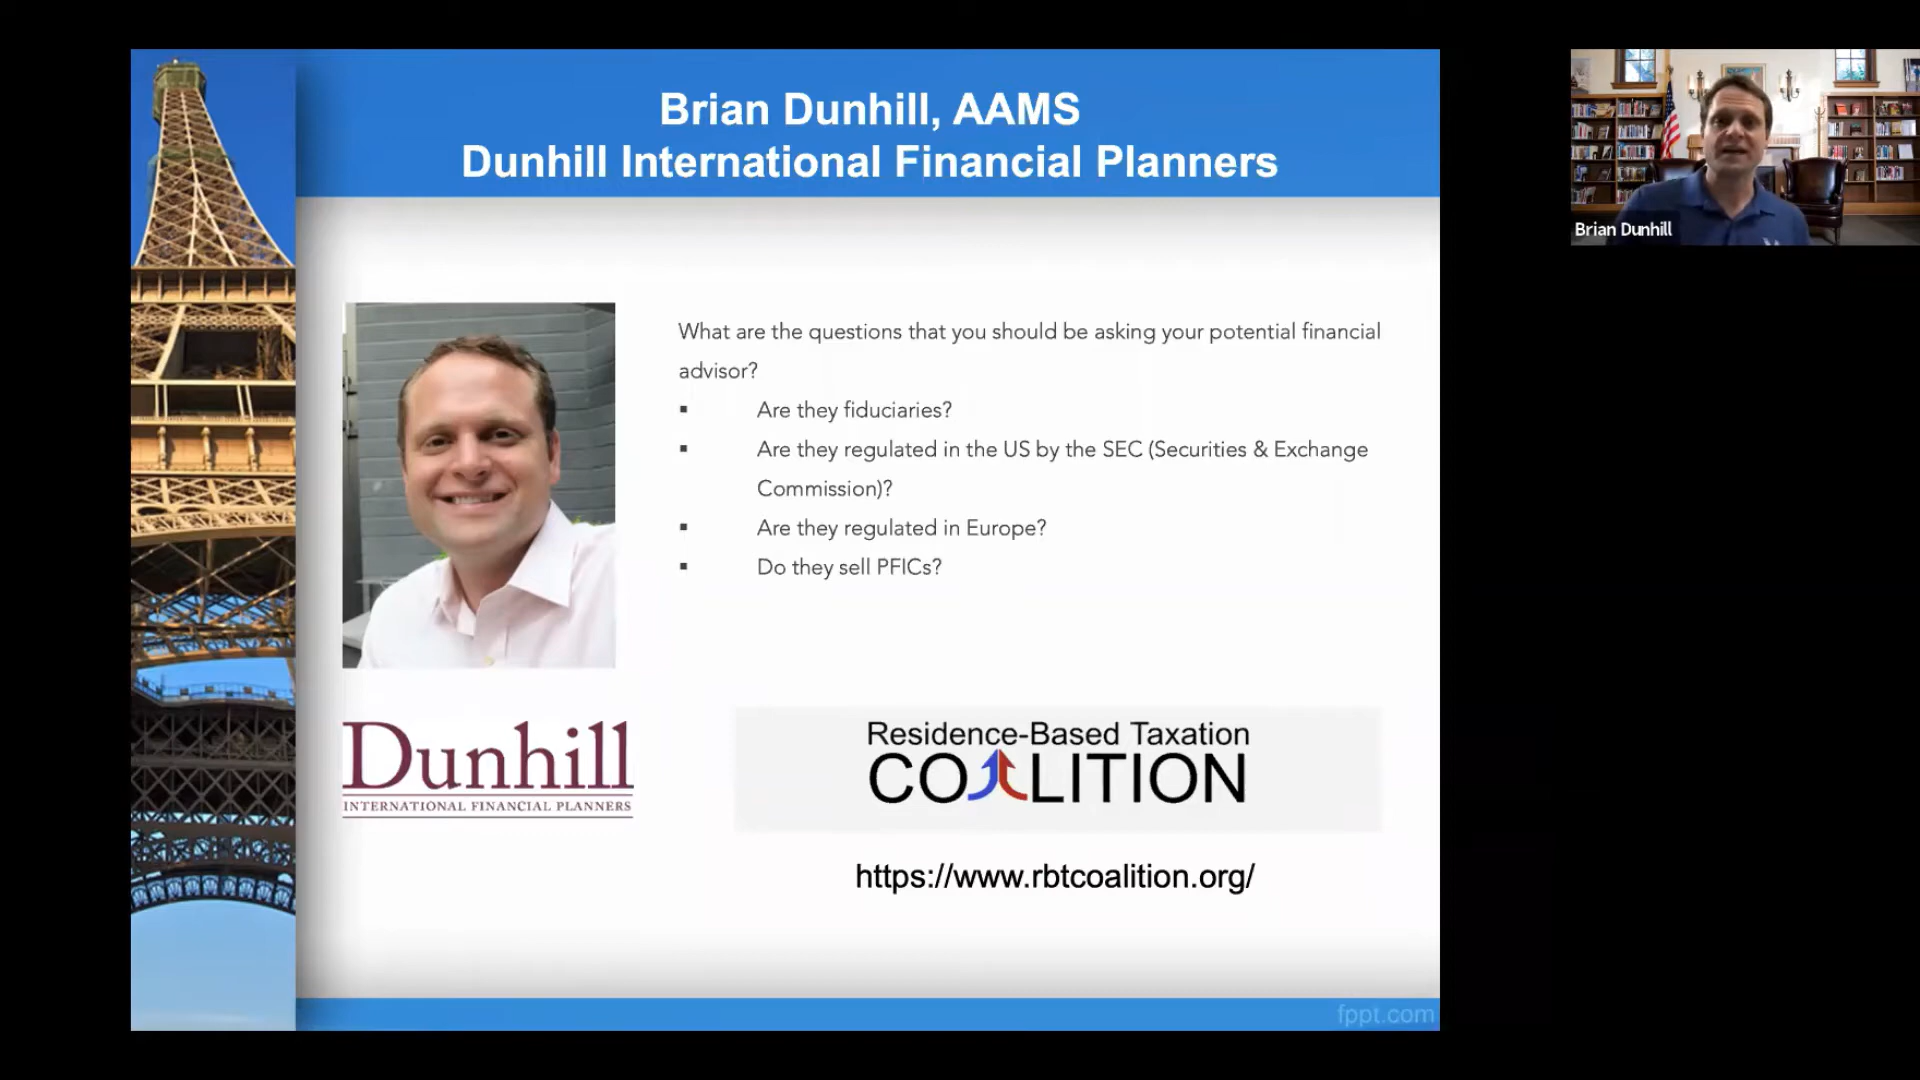 Brian Dunhill, AAMS
Dunhill International Financial Planners
What are the questions that you should be asking your potential financial
advisor?
▪ Are they fiduciaries?
▪ Are they regulated in the US by the SEC (Securities & Exchange
Commission)?
▪ Are they regulated in Europe?
▪ Do they sell PFICs?
Dunhill
INTERNATIONAL FINANCIAL PLANNERS
Residence-Based Taxation
COALITION
https://www.rbtcoalition.org/
fppt.com
Brian Dunhill